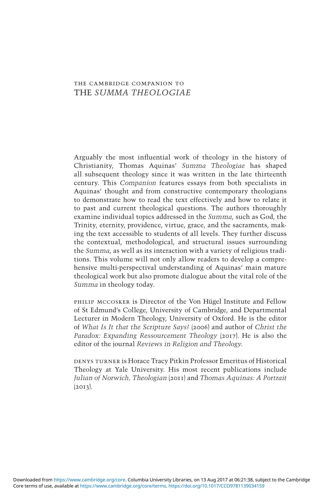 THE CAMBRIDGE COMPANION TO
THE SUMMA THEOLOGIAE
Arguably the most influential work of theology in the history of
Christianity, Thomas Aquinas' Summa Theologiae has shaped
all subsequent theology since it was written in the late thirteenth
century. This Companion features essays from both specialists in
Aquinas' thought and from constructive contemporary theologians
to demonstrate how to read the text effectively and how to relate it
to past and current theological questions. The authors thoroughly
examine individual topics addressed in the Summa, such as God, the
Trinity, eternity, providence, virtue, grace, and the sacraments, mak-
ing the text accessible to students of all levels. They further discuss
the contextual, methodological, and structural issues surrounding
the Summa, as well as its interaction with a variety of religious tradi-
tions. This volume will not only allow readers to develop a compre-
hensive multi-perspectival understanding of Aquinas' main mature
theological work but also promote dialogue about the vital role of the
Summa in theology today.
PHILIP MCCOSKER is Director of the Von Hügel Institute and Fellow
of St Edmund's College, University of Cambridge, and Departmental
Lecturer in Modern Theology, University of Oxford. He is the editor
of What Is It that the Scripture Says? (2006) and author of Christ the
Paradox: Expanding Ressourcement Theology (2017). He is also the
editor of the journal Reviews in Religion and Theology.
DENYS TURNER is Horace Tracy Pitkin Professor Emeritus of Historical
Theology at Yale University. His most recent publications include
Julian of Norwich, Theologian (2011) and Thomas Aquinas: A Portrait
(2013).
Downloaded from https://www.cambridge.org/core. Columbia University Libraries, on 13 Aug 2017 at 06:21:38, subject to the Cambridge
Core terms of use, available at https://www.cambridge.org/core/terms. https://doi.org/10.1017/CCO9781139034159